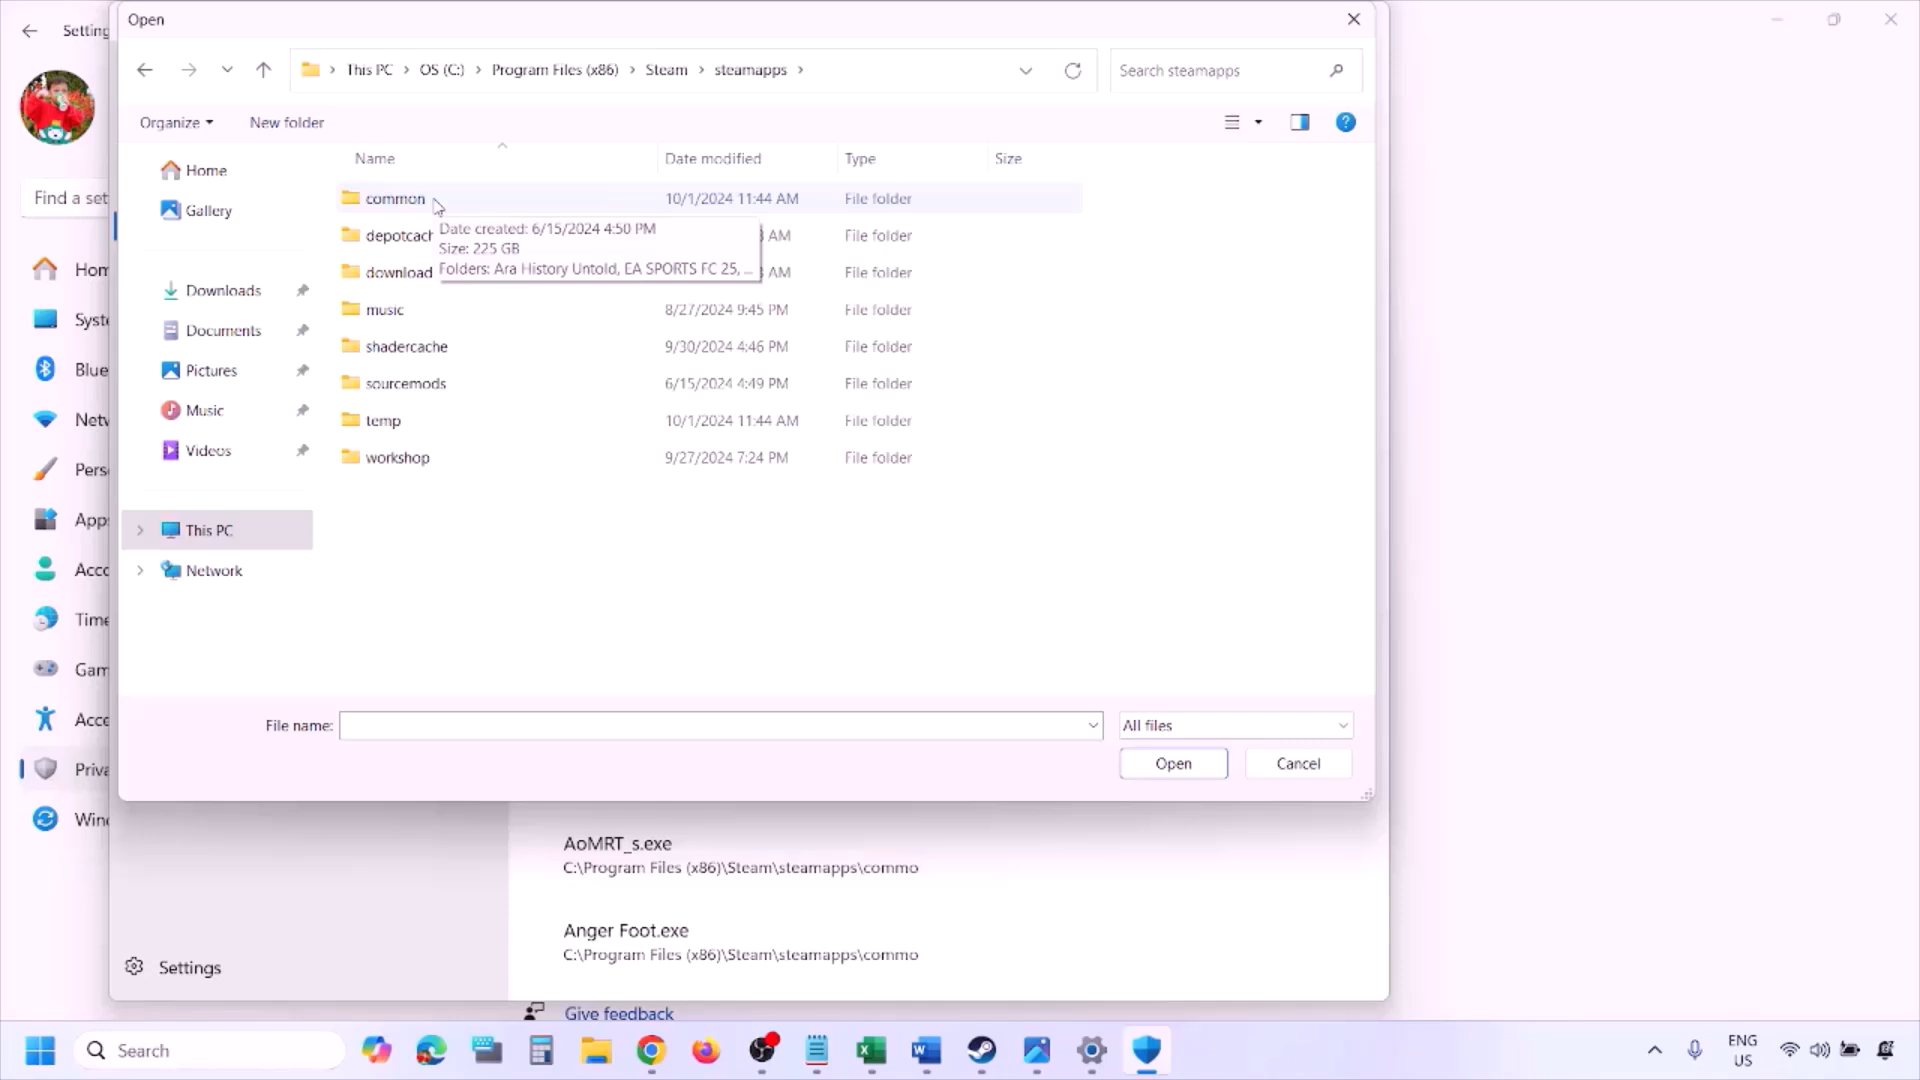 Open
Setting
This PC > OS (C:) > Program Files (x86) > Steam > steamapps >
Search steamapps
Organize
New folder
Name
Date modified
Type
Size
Home
Gallery
Downloads
Documents
Pictures
Music
Videos
This PC
Network
common 10/1/2024 11:44 AM File folder
depotcach AM File folder
download AM File folder
Date created: 6/15/2024 4:50 PM
Size: 225 GB
Folders: Ara History Untold, EA SPORTS FC 25, ...
music 8/27/2024 9:45 PM File folder
shadercache 9/30/2024 4:46 PM File folder
sourcemods 6/15/2024 4:49 PM File folder
temp 10/1/2024 11:44 AM File folder
workshop 9/27/2024 7:24 PM File folder
File name:
All files
Open
Cancel
Find a set
Hom
Syste
Blue
Netw
Perso
Apps
Acco
Time
Gam
Acce
Priva
Wind
AoMRT_s.exe
C:\Program Files (x86)\Steam\steamapps\commo
Anger Foot.exe
C:\Program Files (x86)\Steam\steamapps\commo
Settings
Give feedback
Search
ENG
US